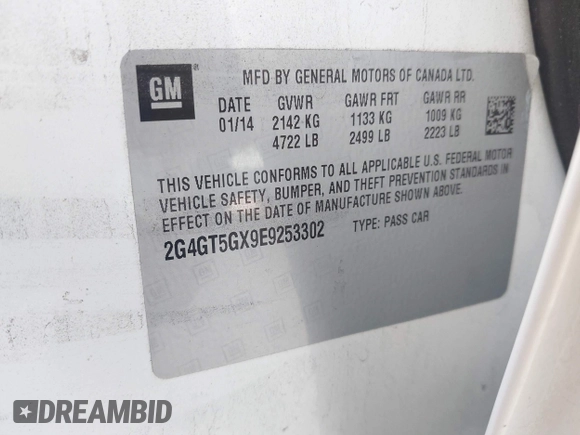 GM
MFD BY GENERAL MOTORS OF CANADA LTD.
DATE GVWR GAWR FRT GAWR RR
01/14 2142 KG 1133 KG 1009 KG
4722 LB 2499 LB 2223 LB
THIS VEHICLE CONFORMS TO ALL APPLICABLE U.S. FEDERAL MOTOR
VEHICLE SAFETY, BUMPER, AND THEFT PREVENTION STANDARDS IN
EFFECT ON THE DATE OF MANUFACTURE SHOWN ABOVE.
2G4GT5GX9E9253302 TYPE: PASS CAR
DREAMBID